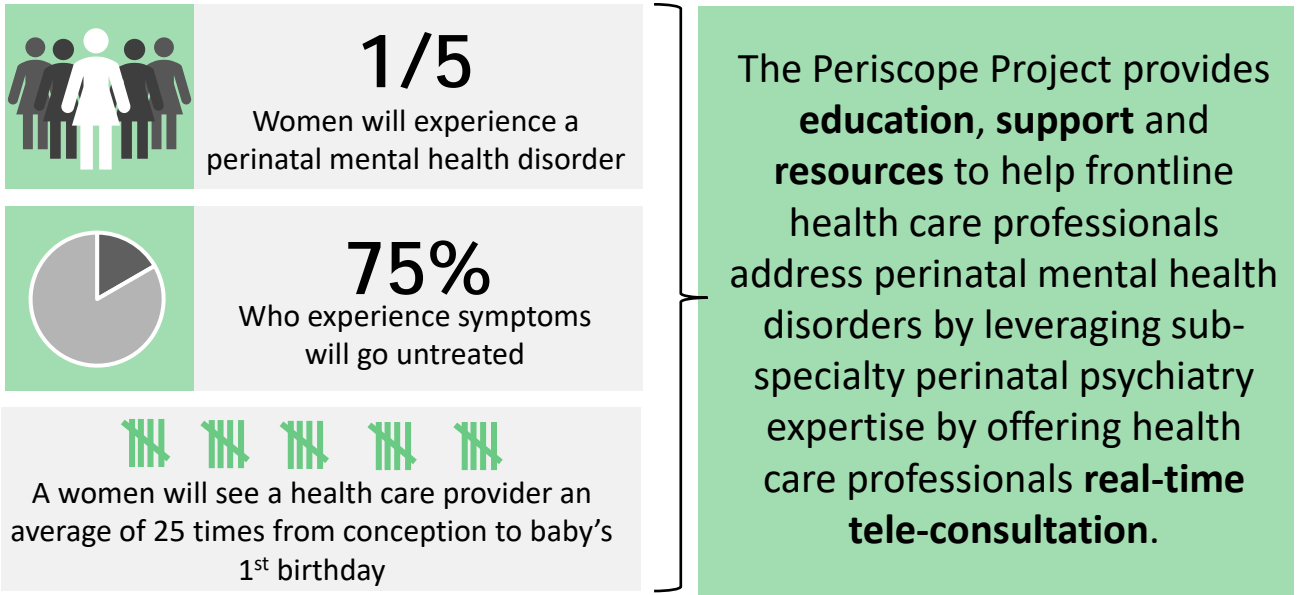 1/5
Women will experience a
perinatal mental health disorder
75%
Who experience symptoms
will go untreated
A women will see a health care provider an
average of 25 times from conception to baby’s
1st birthday
The Periscope Project provides
education, support and
resources to help frontline
health care professionals
address perinatal mental health
disorders by leveraging sub-
specialty perinatal psychiatry
expertise by offering health
care professionals real-time
tele-consultation.